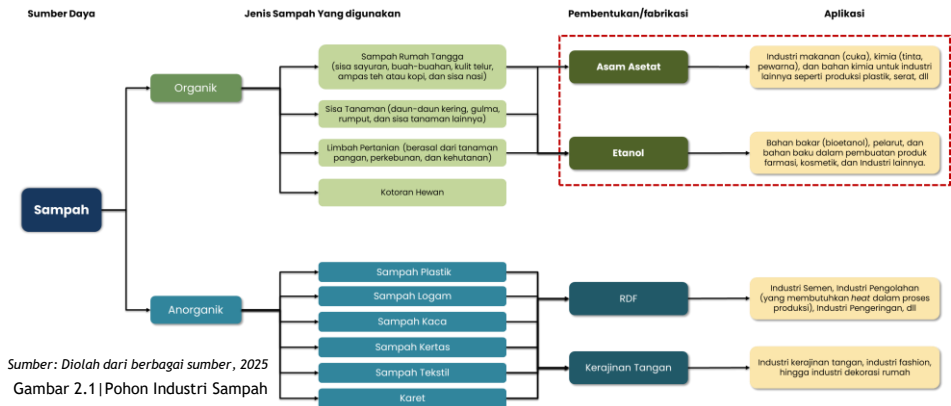 Sumber Daya
Jenis Sampah Yang digunakan
Pembentukan/fabrikasi
Aplikasi
Sampah
Organik
Sampah Rumah Tangga
(sisa sayuran, buah-buahan, kulit telur,
ampas teh atau kopi, dan sisa nasi)
Sisa Tanaman (daun-daun kering, gulma,
rumput, dan sisa tanaman lainnya)
Limbah Pertanian (berasal dari tanaman
pangan, perkebunan, dan kehutanan)
Kotoran Hewan
Asam Asetat
Industri makanan (cuka), kimia (tinta,
pewarna), dan bahan kimia untuk industri
lainnya seperti produksi plastik, serat, dll
Etanol
Bahan bakar (bioetanol), pelarut, dan
bahan baku dalam pembuatan produk
farmasi, kosmetik, dan Industri lainnya.
Anorganik
Sampah Plastik
Sampah Logam
Sampah Kaca
Sampah Kertas
Sampah Tekstil
Karet
RDF
Industri Semen, Industri Pengolahan
(yang membutuhkan heat dalam proses
produksi), Industri Pengeringan, dll
Kerajinan Tangan
Industri kerajinan tangan, industri fashion,
hingga industri dekorasi rumah
Sumber: Diolah dari berbagai sumber, 2025
Gambar 2.1|Pohon Industri Sampah